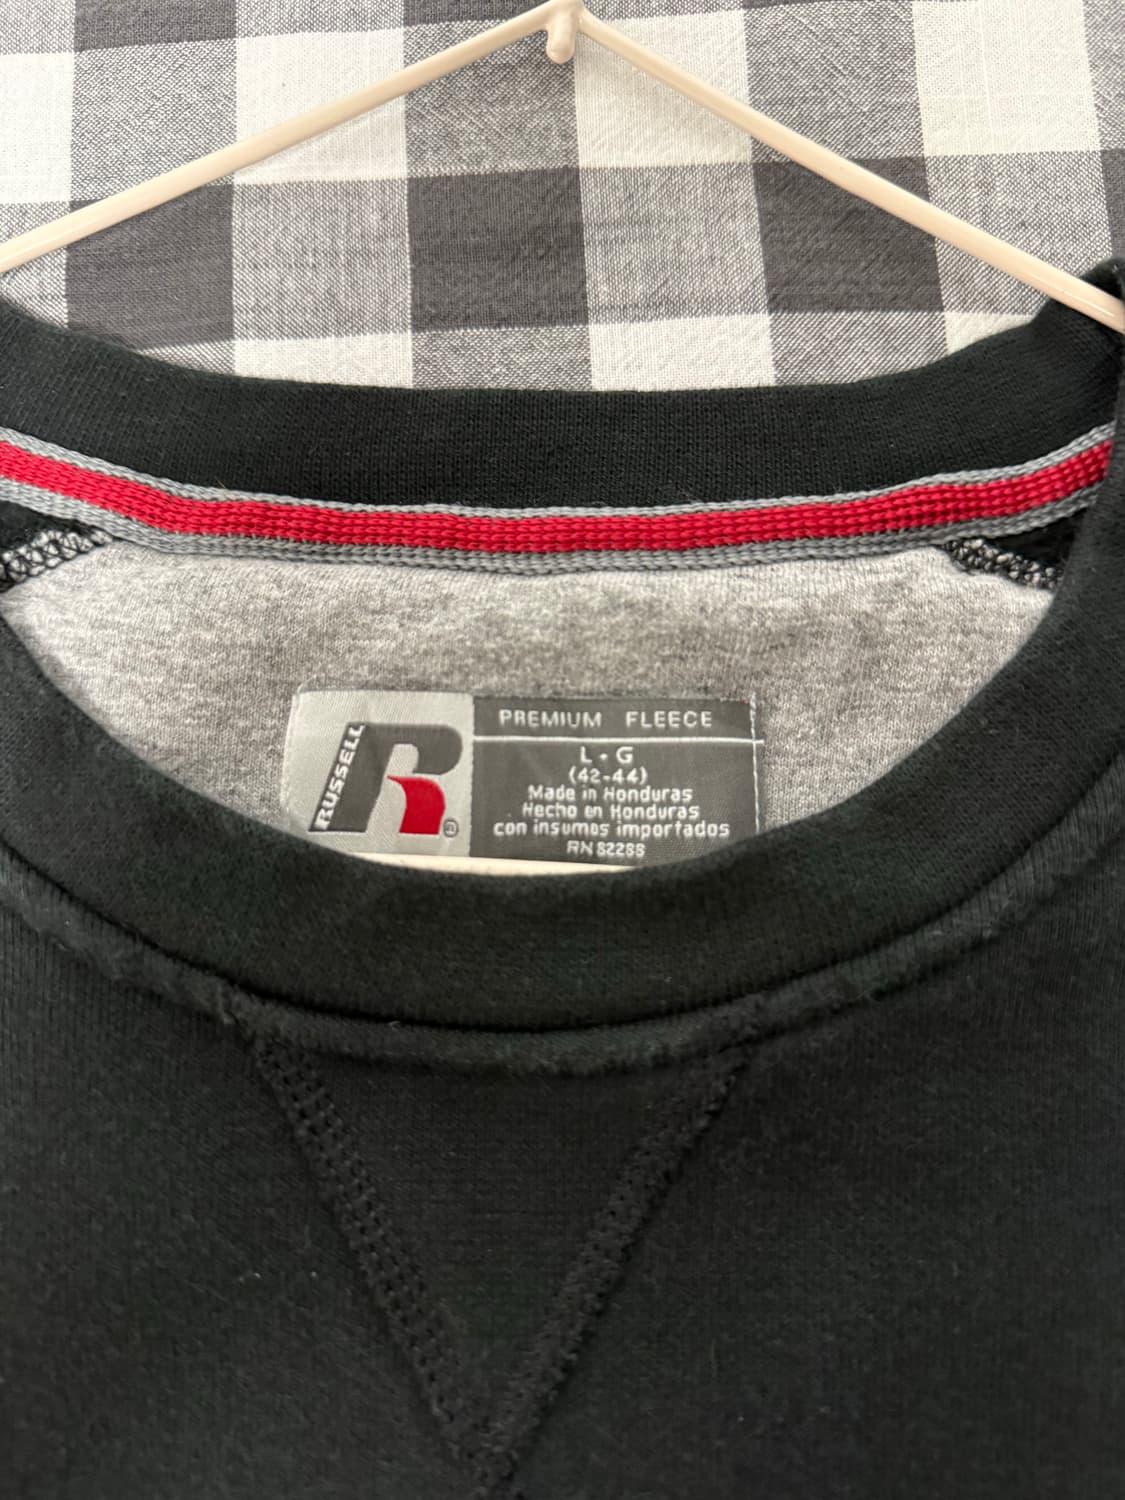 RUSSELL
R
®
PREMIUM FLEECE
L • G
(42-44)
Made in Honduras
Hecho en Honduras
con insumos importados
RN 82288